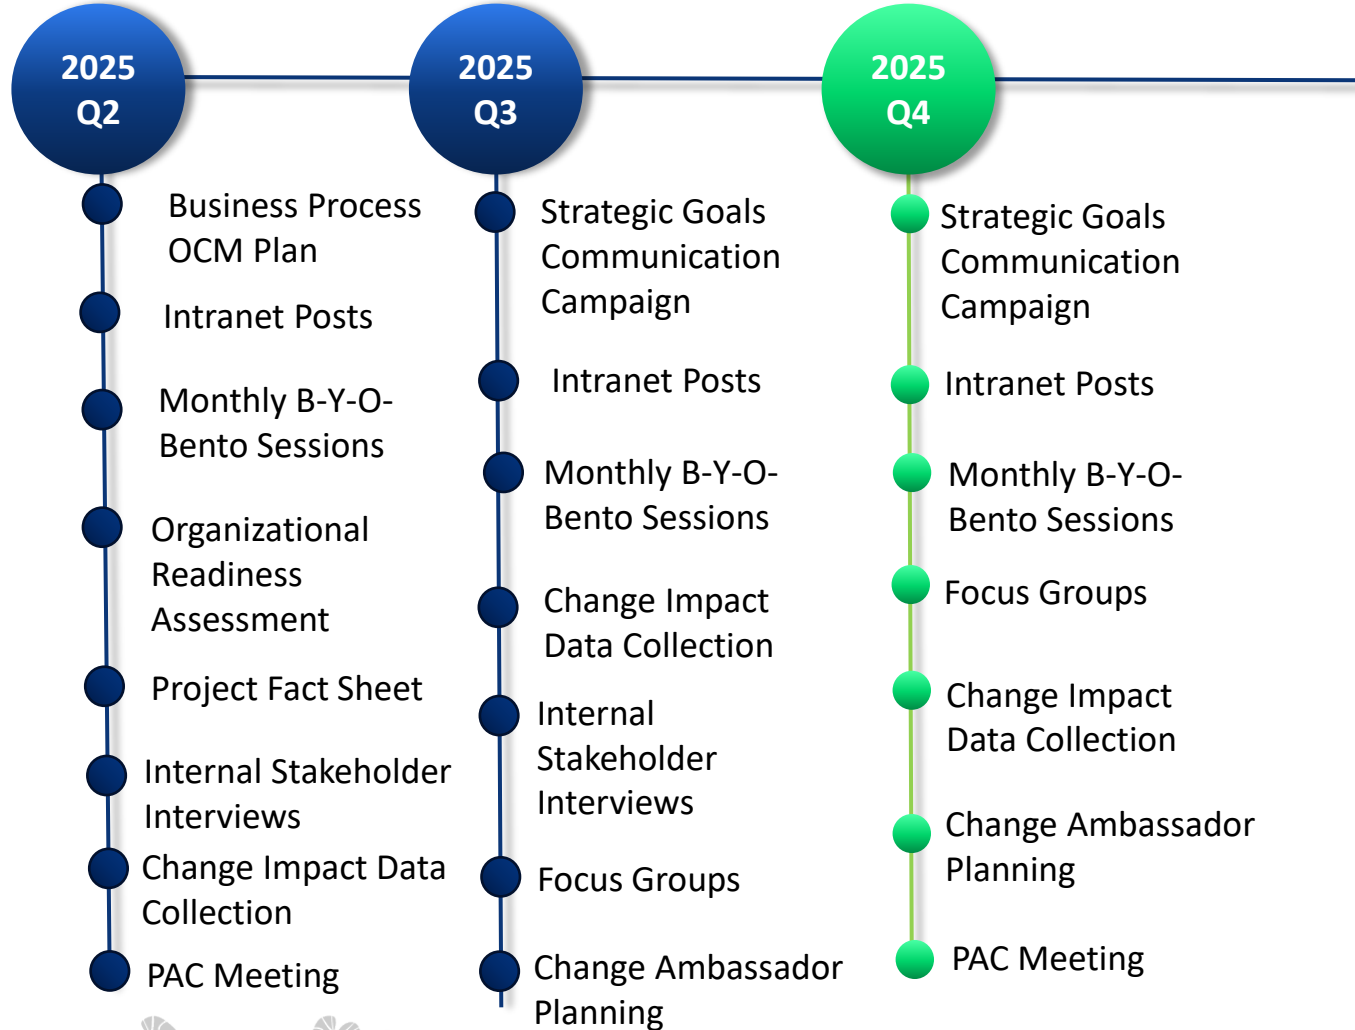 2025
Q2
Business Process
OCM Plan
Intranet Posts
Monthly B-Y-O-
Bento Sessions
Organizational
Readiness
Assessment
Project Fact Sheet
Internal Stakeholder
Interviews
Change Impact Data
Collection
PAC Meeting
2025
Q3
Strategic Goals
Communication
Campaign
Intranet Posts
Monthly B-Y-O-
Bento Sessions
Change Impact
Data Collection
Internal
Stakeholder
Interviews
Focus Groups
Change Ambassador
Planning
2025
Q4
Strategic Goals
Communication
Campaign
Intranet Posts
Monthly B-Y-O-
Bento Sessions
Focus Groups
Change Impact
Data Collection
Change Ambassador
Planning
PAC Meeting